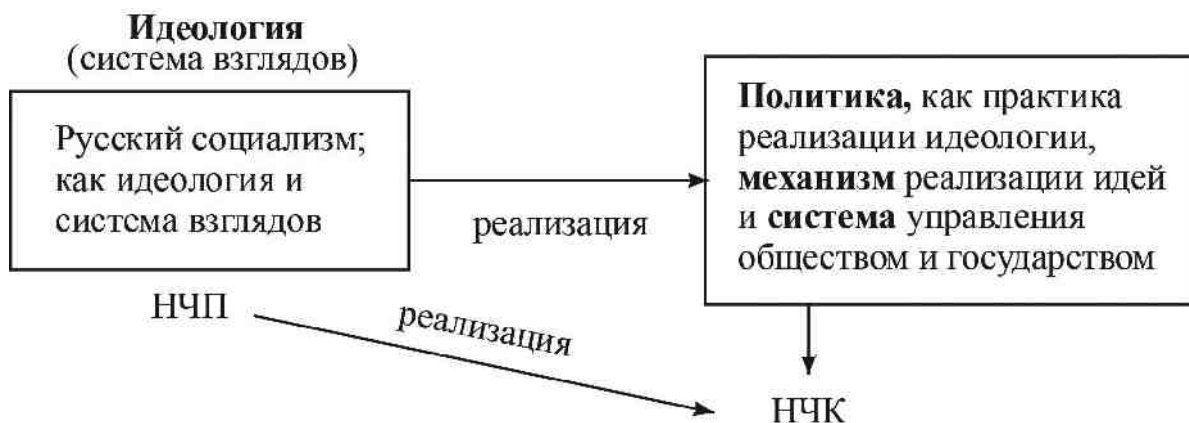 Идеология
(система взглядов)
Русский социализм;
как идеология и
система взглядов
реализация
Политика, как практика
реализации идеологии,
механизм реализации идей
и система управления
обществом и государством
НЧП
реализация
НЧК